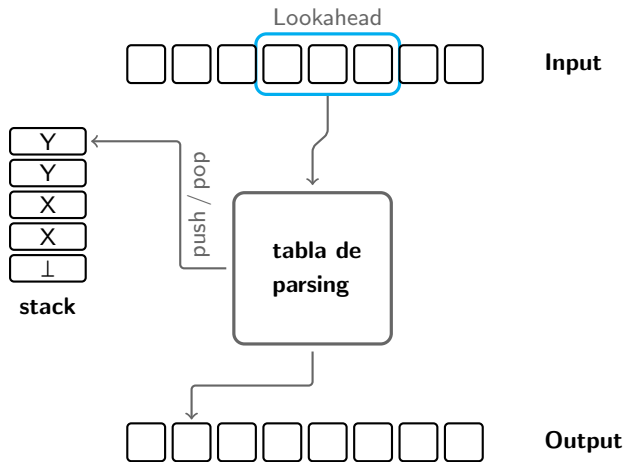 Lookahead
Input
Y
Y
X
X
⊥
stack
push / pop
tabla de
parsing
Output